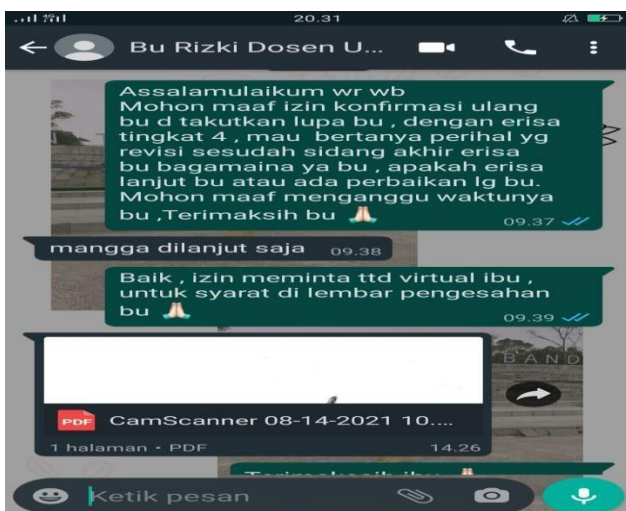 20.31
Bu Rizki Dosen U...
Assalamulaikum wr wb
Mohon maaf izin konfirmasi ulang
bu d takutkan lupa bu , dengan erisa
tingkat 4 , mau bertanya perihal yg
revisi sesudah sidang akhir erisa
bu bagamaina ya bu , apakah erisa
lanjut bu atau ada perbaikan lg bu.
Mohon maaf menganggu waktunya
bu ,Terimaksih bu 🙏🏻
09.37
mangga dilanjut saja 09.38
Baik , izin meminta ttd virtual ibu ,
untuk syarat di lembar pengesahan
bu 🙏🏻
09.39
BAND
PDF CamScanner 08-14-2021 10....
1 halaman • PDF 14.26
Ketik pesan